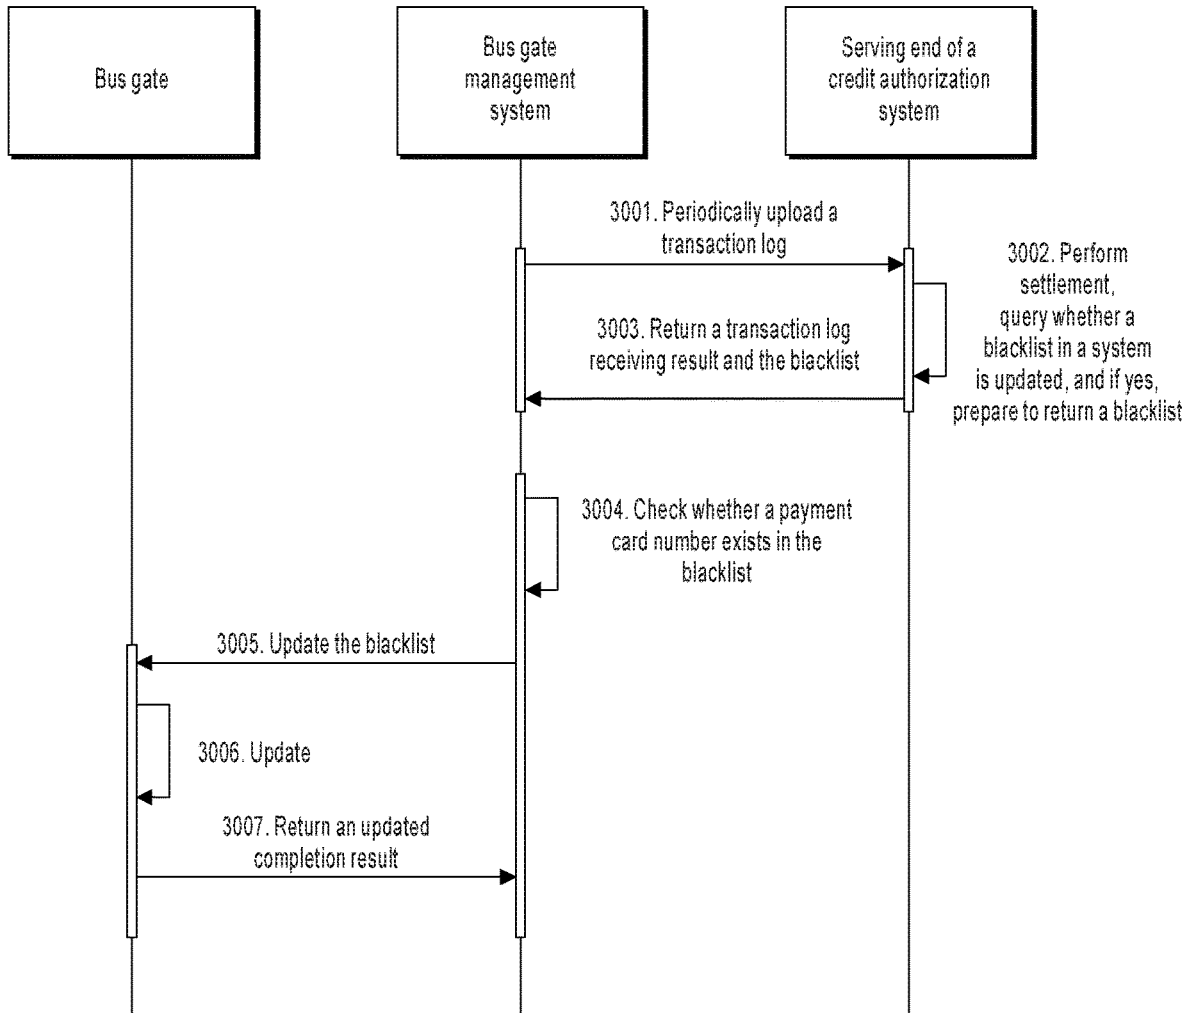 Bus gate
Bus gate
management
system
Serving end of a
credit authorization
system
3001. Periodically upload a
transaction log
3002. Perform
settlement,
query whether a
blacklist in a system
is updated, and if yes,
prepare to return a blacklist
3003. Return a transaction log
receiving result and the blacklist
3004. Check whether a payment
card number exists in the
blacklist
3005. Update the blacklist
3006. Update
3007. Return an updated
completion result